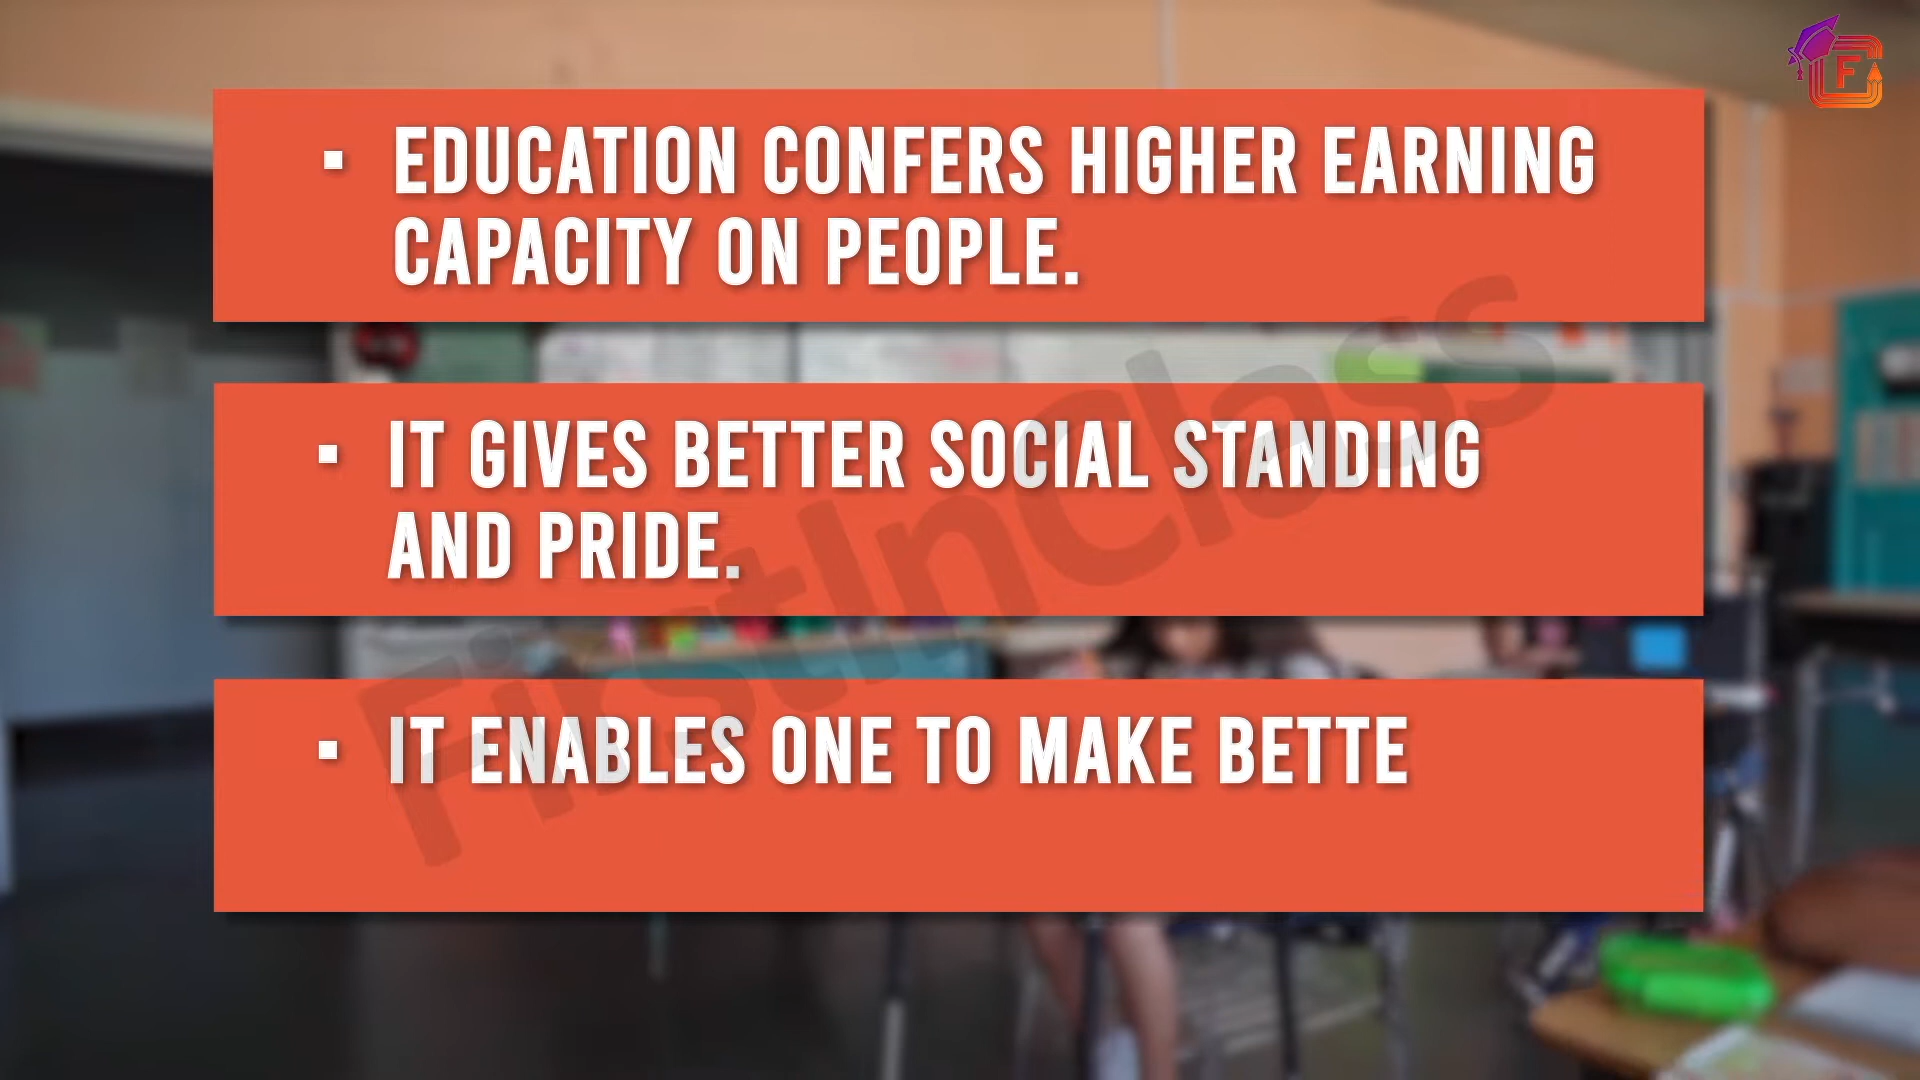 ▪ EDUCATION CONFERS HIGHER EARNING
CAPACITY ON PEOPLE.
▪ IT GIVES BETTER SOCIAL STANDING
AND PRIDE.
▪ IT ENABLES ONE TO MAKE BETTE
FirstInClass
F